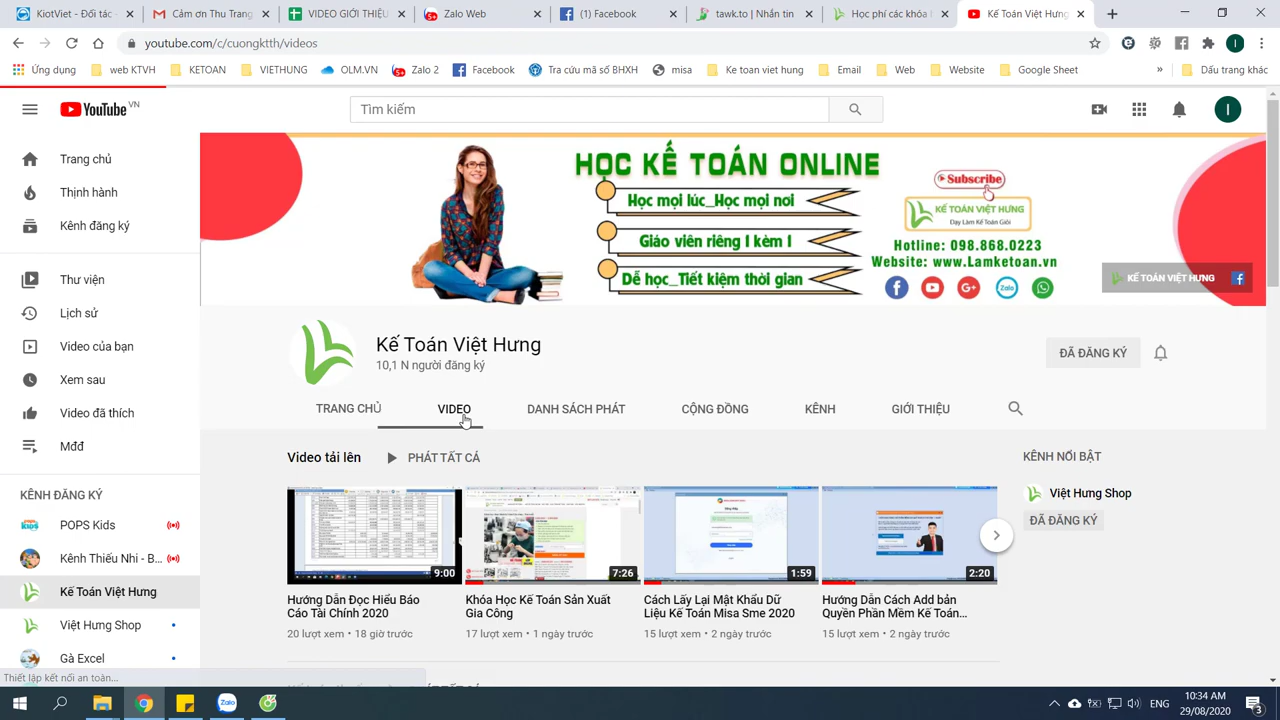 KiotViet - Đối tác -
Cảm ơn Thu Trang
VIDEO GIỚI THIỆU
Zalo Web
(1) Facebook
tawk.to | Nhắn tin
Học phí các khóa
Kế Toán Việt Hưng
youtube.com/c/cuongktth/videos
Ứng dụng
web KTVH
KETOAN
VIETHUNG
OLM.VN
Zalo 2
Facebook
Tra cứu mã số BHXH
misa
Ke toan viet hung
Email
Web
Website
Google Sheet
»
Dấu trang khác
YouTube VN
Tìm kiếm
I
Trang chủ
Thịnh hành
Kênh đăng ký
Thư viện
Lịch sử
Video của bạn
Xem sau
Video đã thích
Mđđ
KÊNH ĐĂNG KÝ
POPS Kids
Kênh Thiếu Nhi - B...
Kế Toán Việt Hưng
Việt Hưng Shop
Gà Excel
Thiết lập kết nối an toàn...
HỌC KẾ TOÁN ONLINE
Học mọi lúc_Học mọi nơi
Giáo viên riêng 1 kèm 1
Dễ học_Tiết kiệm thời gian
Subscribe
KẾ TOÁN VIỆT HƯNG
Dạy Làm Kế Toán Giỏi
Hotline: 098.868.0223
Website: www.Lamketoan.vn
Zalo
KẾ TOÁN VIỆT HƯNG
Kế Toán Việt Hưng
10,1 N người đăng ký
ĐÃ ĐĂNG KÝ
TRANG CHỦ
VIDEO
DANH SÁCH PHÁT
CỘNG ĐỒNG
KÊNH
GIỚI THIỆU
Video tải lên
PHÁT TẤT CẢ
9:00
7:26
1:59
2:20
Hướng Dẫn Đọc Hiểu Báo
Cáo Tài Chính 2020
20 lượt xem • 18 giờ trước
Khóa Học Kế Toán Sản Xuất
Gia Công
17 lượt xem • 1 ngày trước
Cách Lấy Lại Mật Khẩu Dữ
Liệu Kế Toán Misa Sme 2020
15 lượt xem • 2 ngày trước
Hướng Dẫn Cách Add bản
Quyền Phần Mềm Kế Toán...
15 lượt xem • 2 ngày trước
KÊNH NỔI BẬT
Việt Hưng Shop
ĐÃ ĐĂNG KÝ
Zalo
ENG
10:34 AM
29/08/2020
3